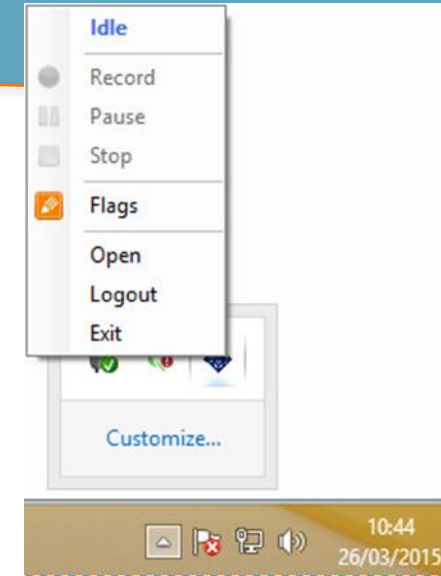 Idle
Record
Pause
Stop
Flags
Open
Logout
Exit
Customize...
10:44
26/03/2015